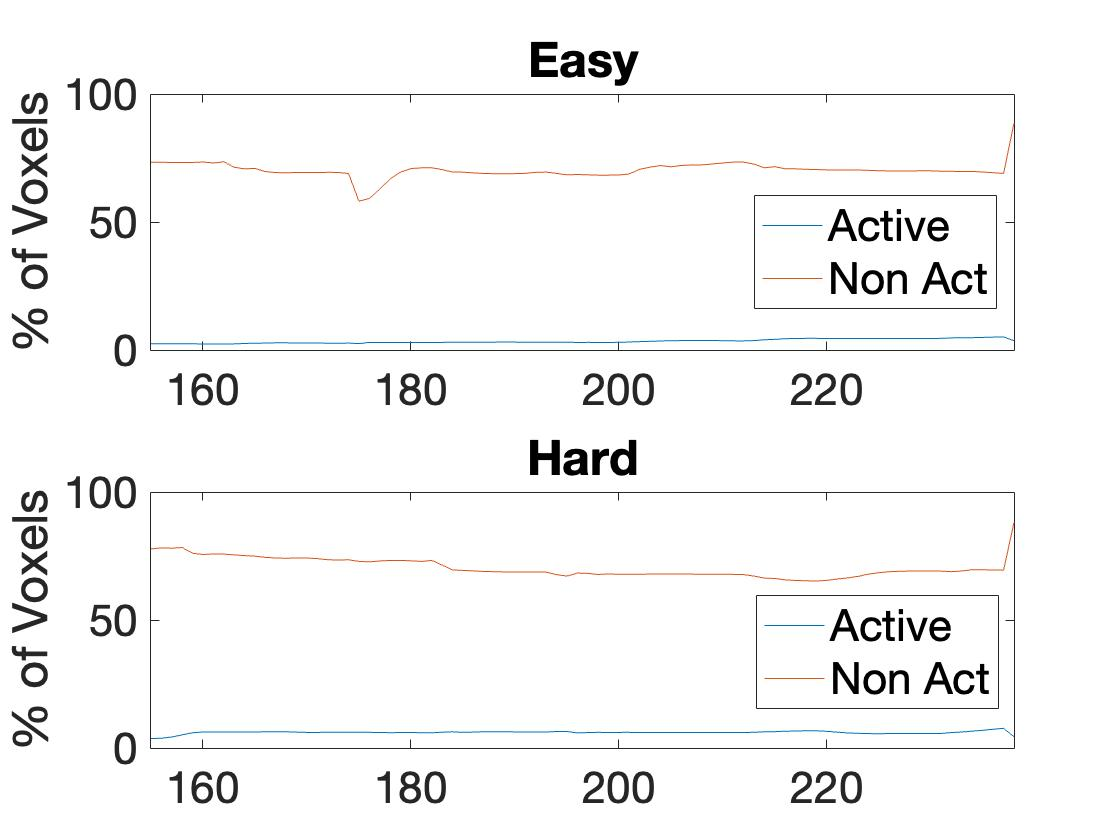 Easy
% of Voxels
100
50
0
Active
Non Act
160 180 200 220
Hard
% of Voxels
100
50
0
Active
Non Act
160 180 200 220